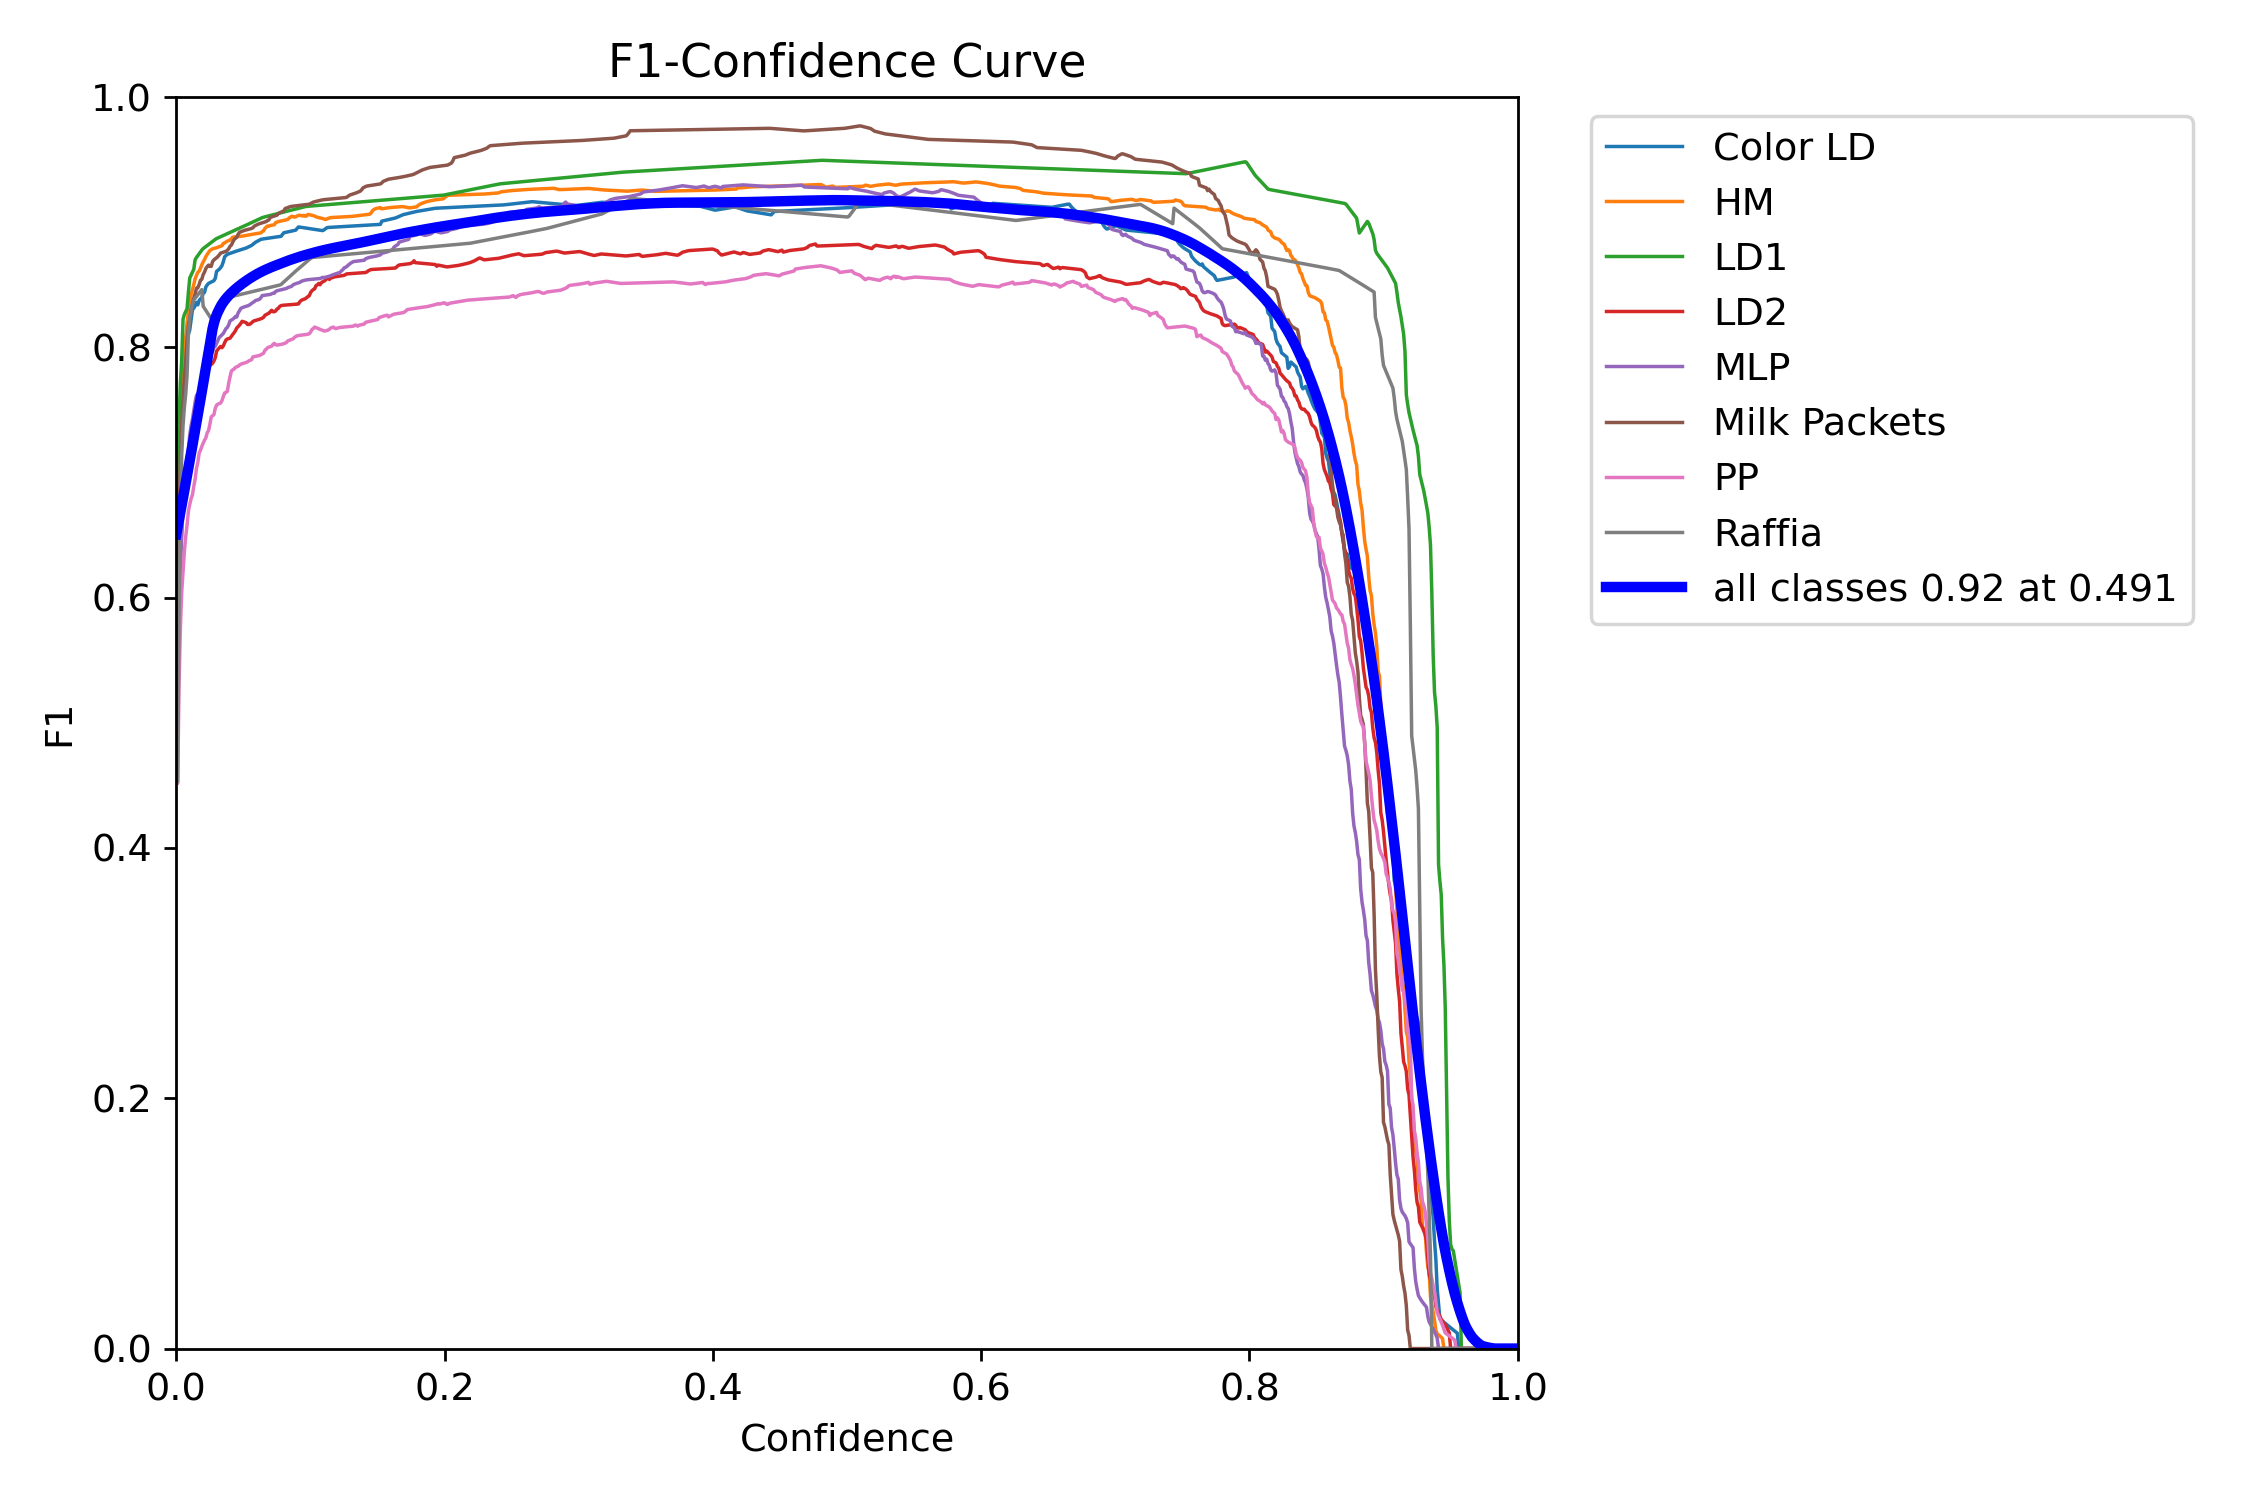 F1-Confidence Curve
1.0
0.8
0.6
0.4
0.2
0.0
F1
0.0 0.2 0.4 0.6 0.8 1.0
Confidence
Color LD
HM
LD1
LD2
MLP
Milk Packets
PP
Raffia
all classes 0.92 at 0.491